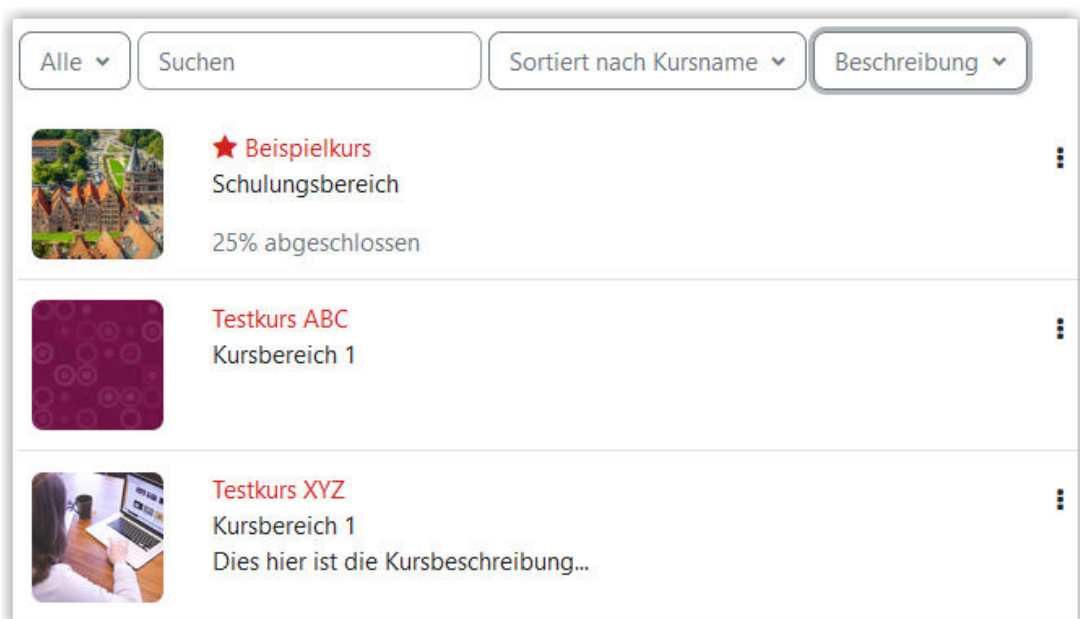 Alle
Suchen
Sortiert nach Kursname
Beschreibung
Beispielkurs
Schulungsbereich
25% abgeschlossen
Testkurs ABC
Kursbereich 1
Testkurs XYZ
Kursbereich 1
Dies hier ist die Kursbeschreibung...